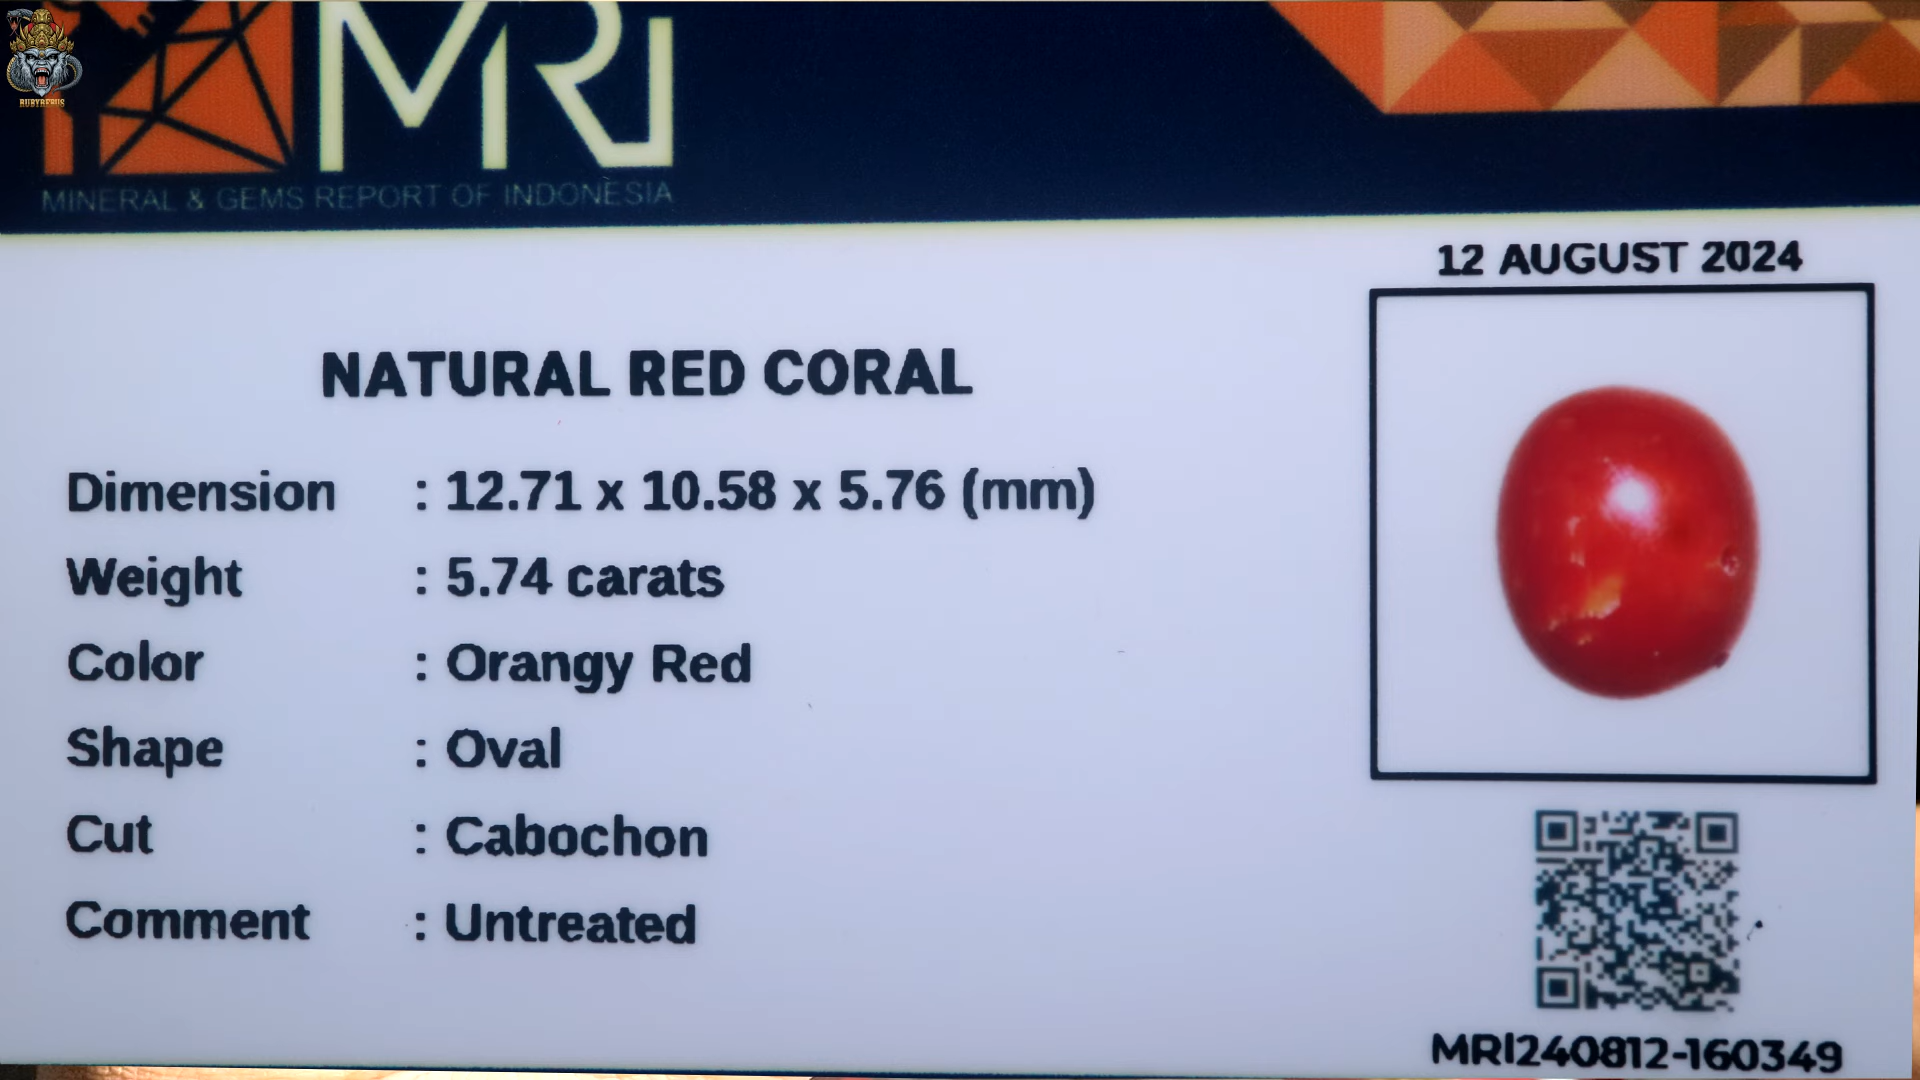 RUBYREBUS
MRI
MINERAL & GEMS REPORT OF INDONESIA
12 AUGUST 2024
NATURAL RED CORAL
Dimension : 12.71 x 10.58 x 5.76 (mm)
Weight : 5.74 carats
Color : Orangy Red
Shape : Oval
Cut : Cabochon
Comment : Untreated
MRI240812-160349